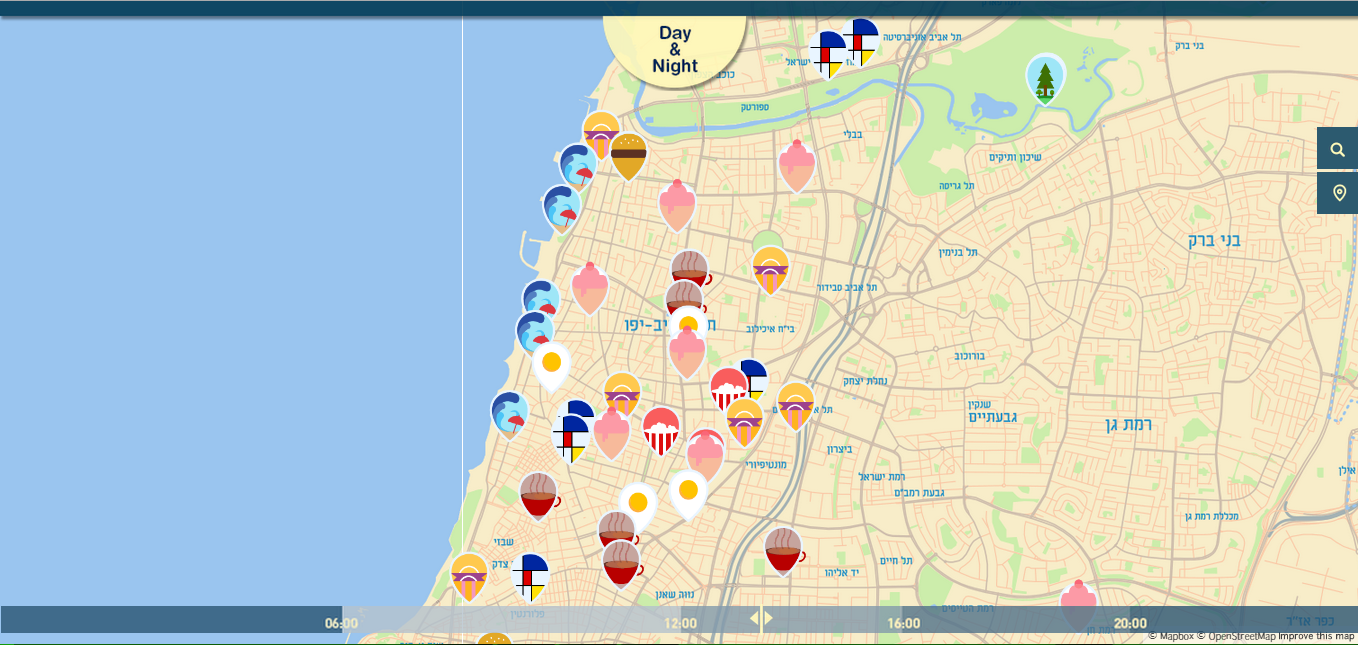 Day
&
Night
תל אביב אוניברסיטה
בני ברק
ישראל
ספורטק
בבלי
שיכון ותיקים
תל גריסה
בני ברק
תל בנימין
תל אביב סבידור
יב-יפו
בי״ח איכילוב
בורוכוב
נחלת יצחק
שנקין
גבעתיים
רמת גן
ביצרון
מונטיפיורי
רמת ישראל
גבעת רמב״ם
מכללת רמת גן
שבזי
צדק
תל חיים
יד אליהו
נווה שאנן
רמת הטייסים
פלורנטין
כפר אז״ר
06:00
12:00
16:00
20:00
© Mapbox © OpenStreetMap Improve this map